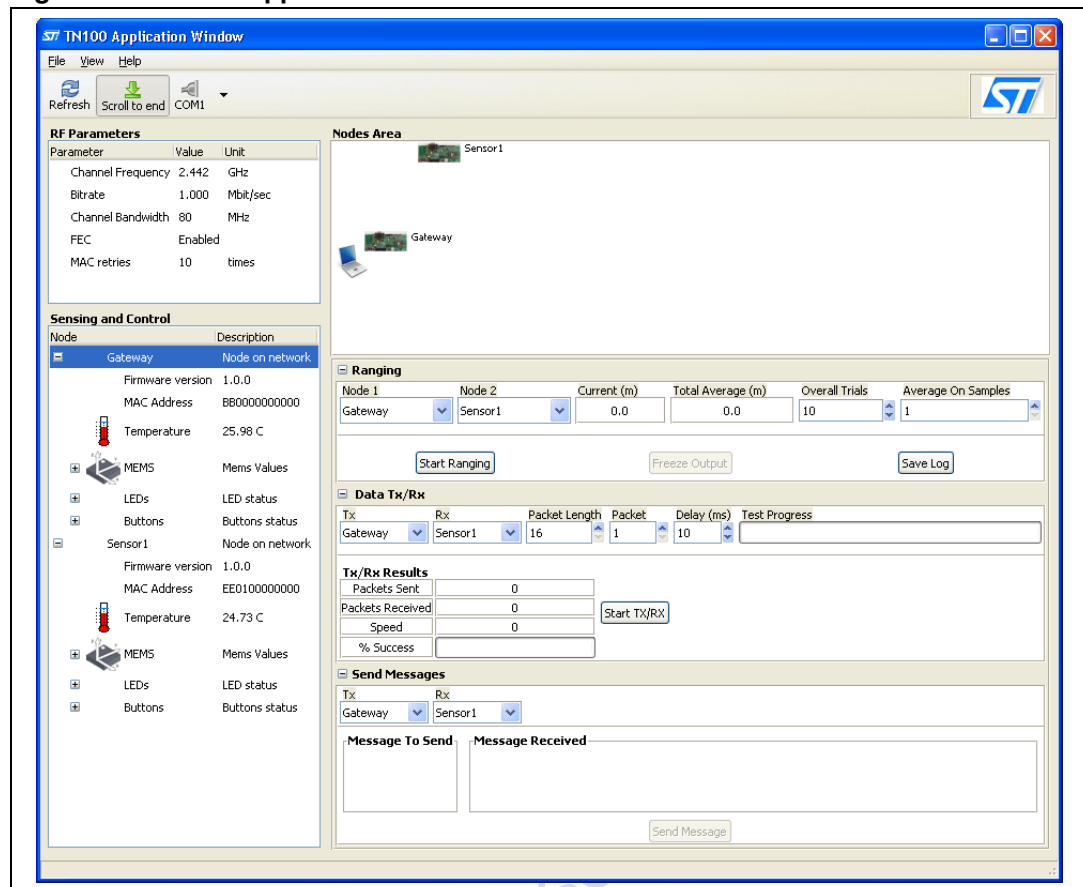 TN100 Application Window
File View Help
Refresh Scroll to end COM1
RF Parameters
Parameter Value Unit
Channel Frequency 2.442 GHz
Bitrate 1.000 Mbit/sec
Channel Bandwidth 80 MHz
FEC Enabled
MAC retries 10 times
Nodes Area
Sensor1
Gateway
Sensing and Control
Node Description
Gateway Node on network
Firmware version 1.0.0
MAC Address BB0000000000
Temperature 25.98 C
MEMS Mems Values
LEDs LED status
Buttons Buttons status
Sensor1 Node on network
Firmware version 1.0.0
MAC Address EE0100000000
Temperature 24.73 C
MEMS Mems Values
LEDs LED status
Buttons Buttons status
Ranging
Node 1 Node 2 Current (m) Total Average (m) Overall Trials Average On Samples
Gateway Sensor1 0.0 0.0 10 1
Start Ranging Freeze Output Save Log
Data Tx/Rx
Tx Rx Packet Length Packet Delay (ms) Test Progress
Gateway Sensor1 16 1 10
Tx/Rx Results
Packets Sent 0
Packets Received 0
Speed 0
% Success
Start TX/RX
Send Messages
Tx Rx
Gateway Sensor1
Message To Send Message Received
Send Message